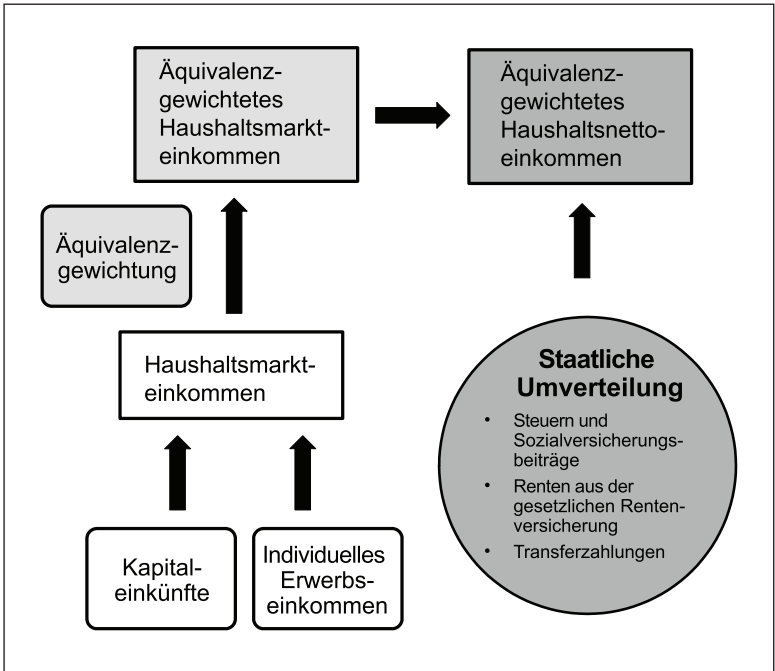 Äquivalenz-
gewichtetes
Haushaltsmarkt-
einkommen
Äquivalenz-
gewichtetes
Haushaltsnetto-
einkommen
Äquivalenz-
gewichtung
Haushaltsmarkt-
einkommen
Staatliche
Umverteilung
• Steuern und
Sozialversicherungs-
beiträge
• Renten aus der
gesetzlichen Renten-
versicherung
• Transferzahlungen
Kapital-
einkünfte
Individuelles
Erwerbs-
einkommen